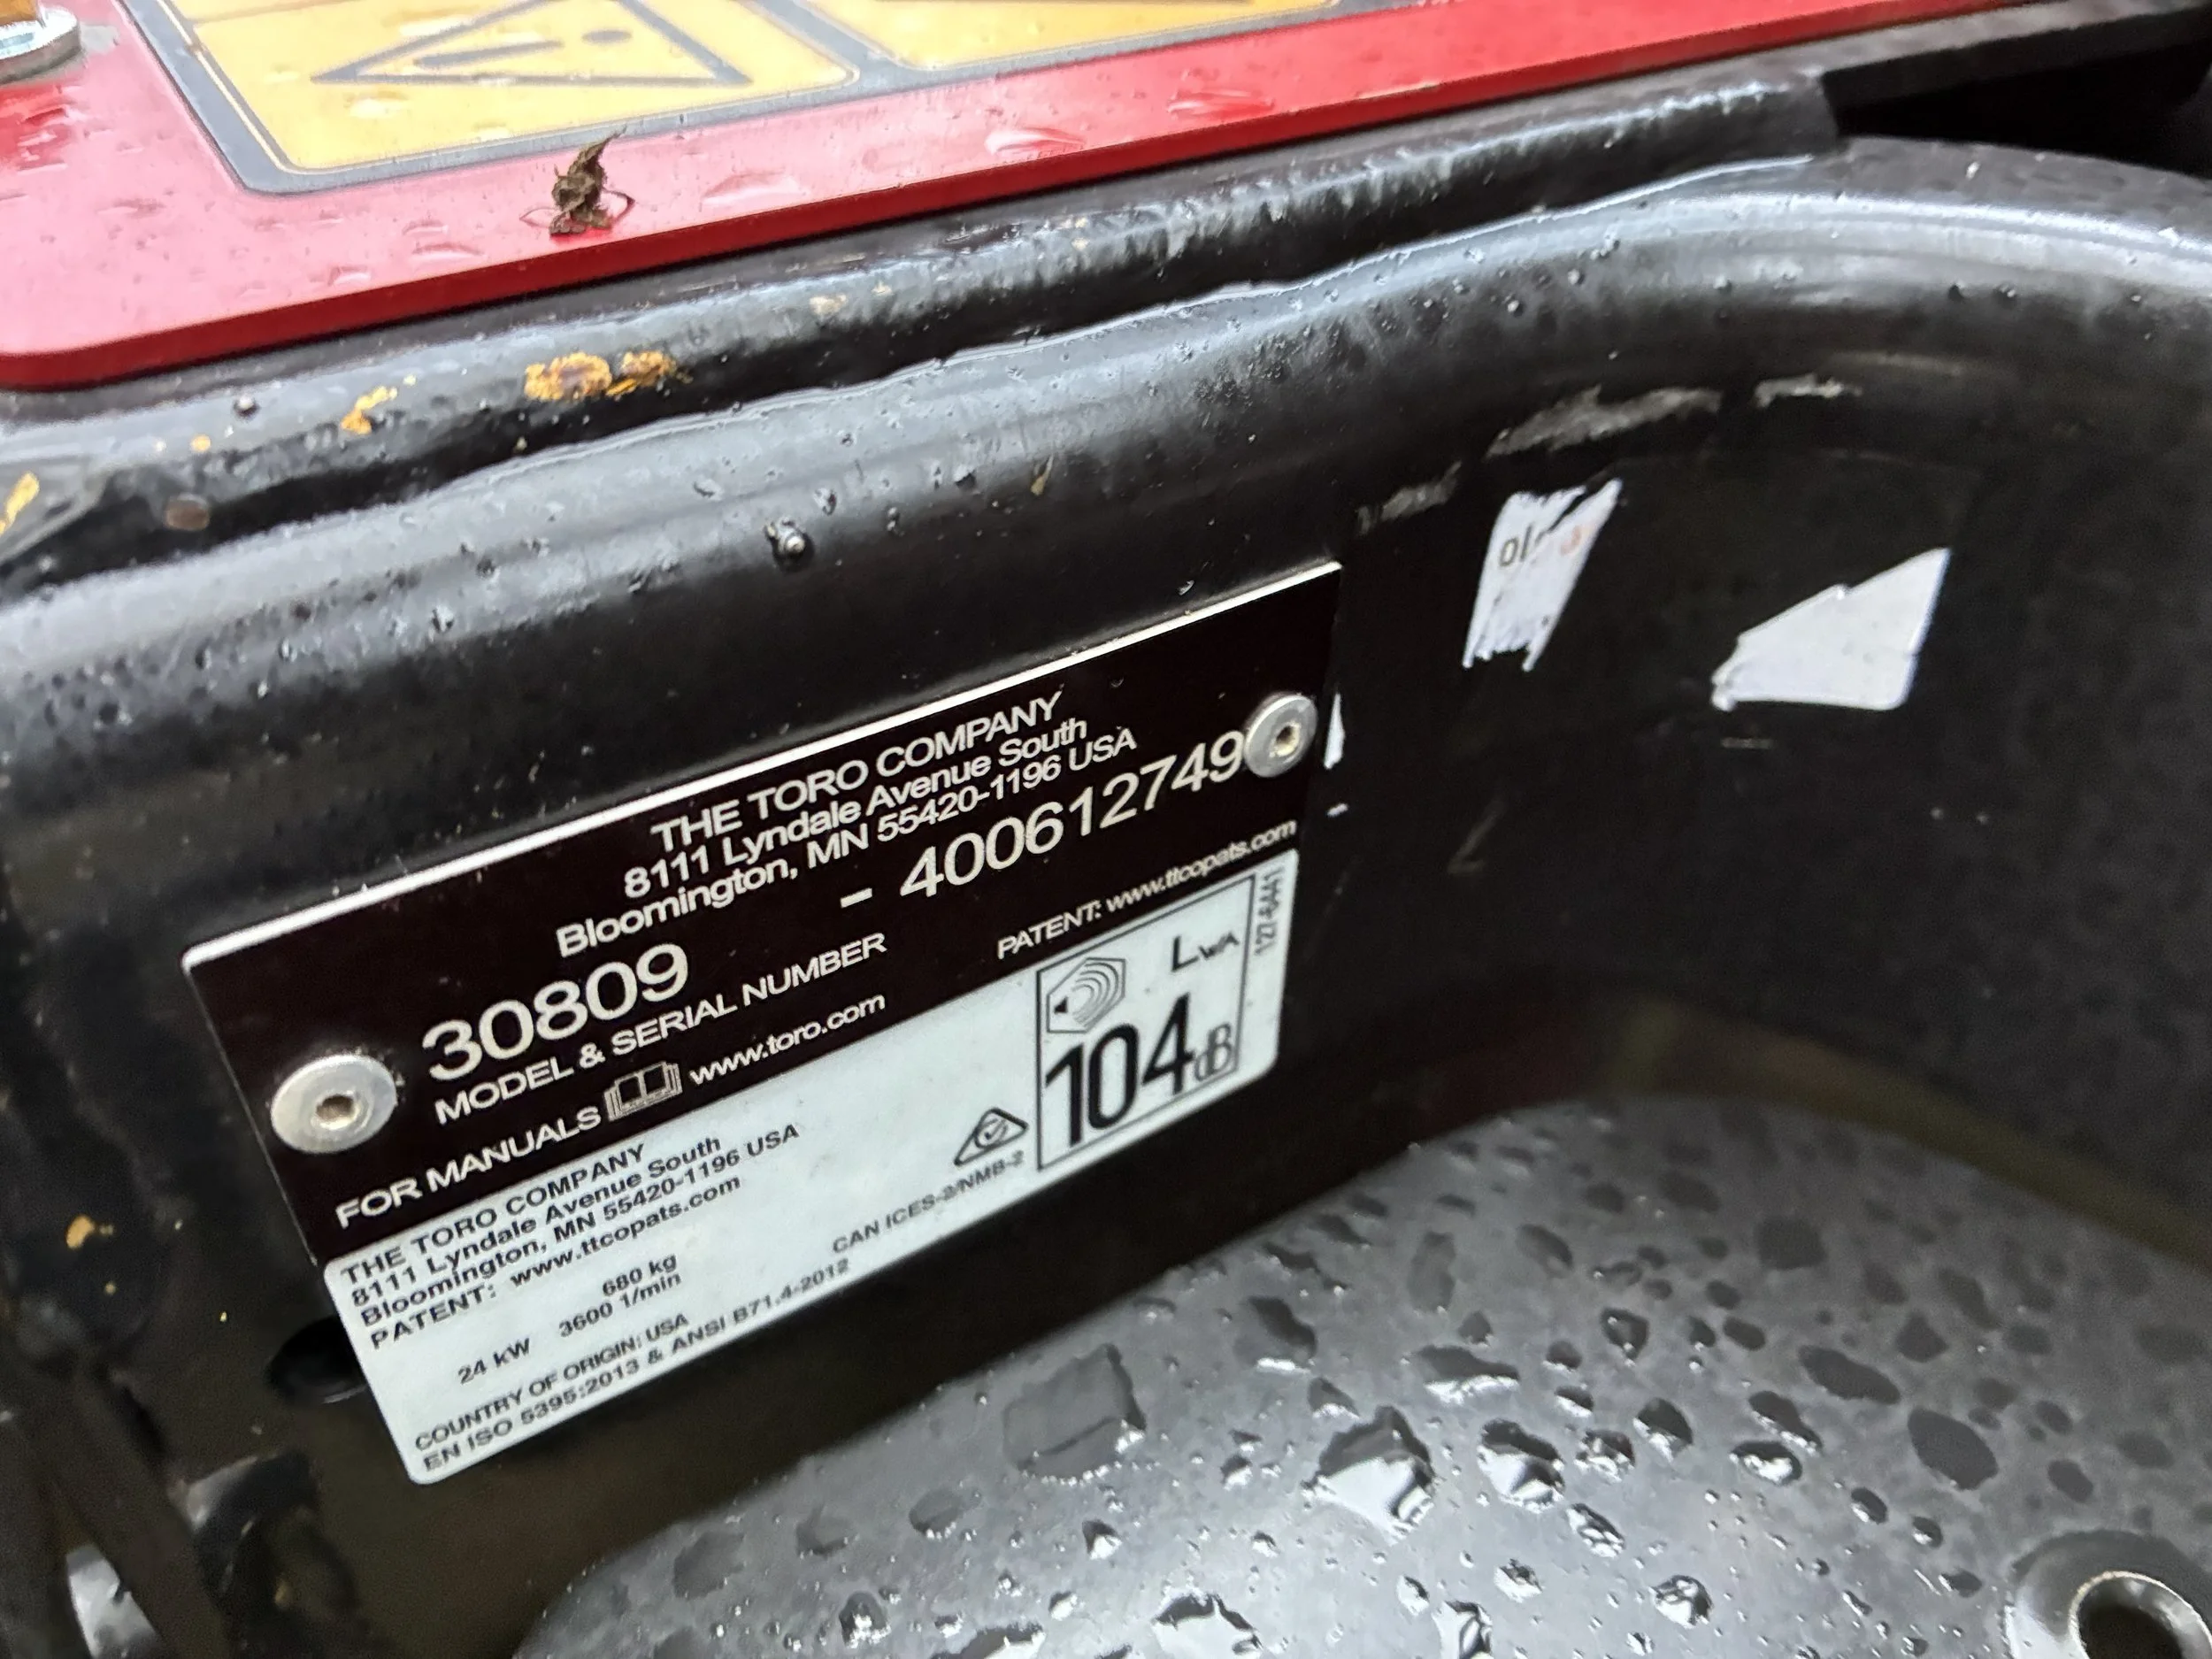 THE TORO COMPANY
8111 Lyndale Avenue South
Bloomington, MN 55420-1196 USA
30809 - 400612749
MODEL & SERIAL NUMBER
PATENT: www.ttcopats.com
FOR MANUALS www.toro.com
THE TORO COMPANY
8111 Lyndale Avenue South
Bloomington, MN 55420-1196 USA
PATENT: www.ttcopats.com
680 kg
24 kW 3600 1/min
COUNTRY OF ORIGIN: USA
EN ISO 5395:2013 & ANSI B71.4-2012
CAN ICES-2/NMB-2
LWA
104dB
127-6441